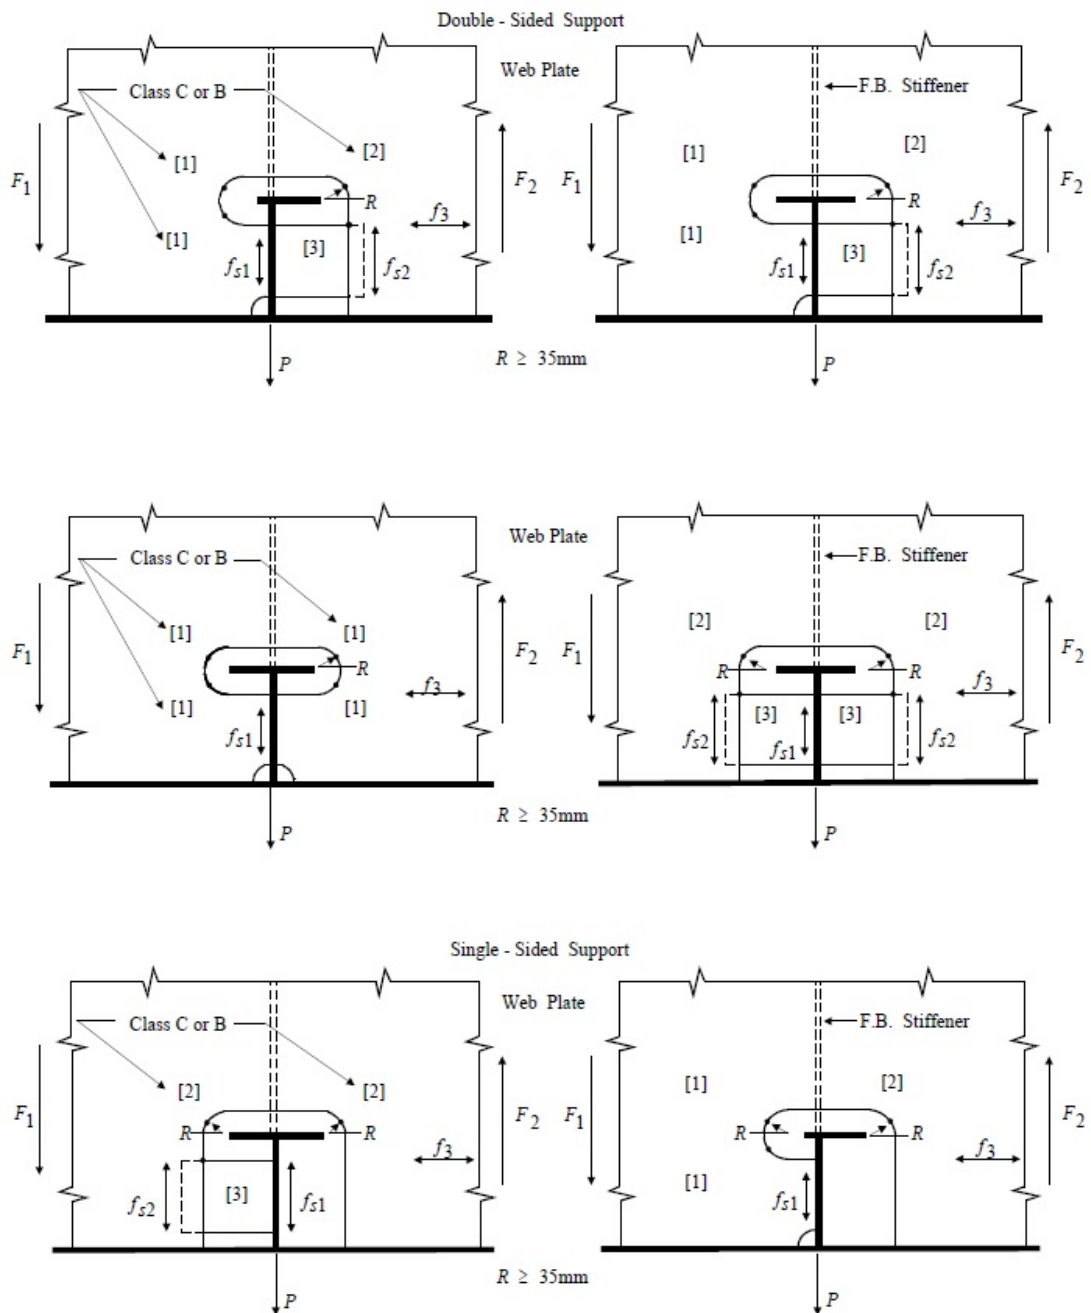 Double - Sided Support
Web Plate
Class C or B
F.B. Stiffener
[1]
[2]
[1]
[2]
F1
F2
F1
F2
R
f3
R
f3
[1]
[3]
[1]
[3]
fs1
fs2
fs1
fs2
P
R ≥ 35mm
P
Web Plate
Class C or B
F.B. Stiffener
[1]
[1]
[2]
[2]
F1
F2
F1
F2
R
f3
R
R
f3
[1]
[1]
[3]
[3]
fs1
fs2
fs1
fs2
P
R ≥ 35mm
P
Single - Sided Support
Web Plate
Class C or B
F.B. Stiffener
[2]
[2]
[1]
[2]
F1
F2
F1
F2
R
R
f3
R
R
f3
[3]
[1]
fs2
fs1
fs1
P
R ≥ 35mm
P